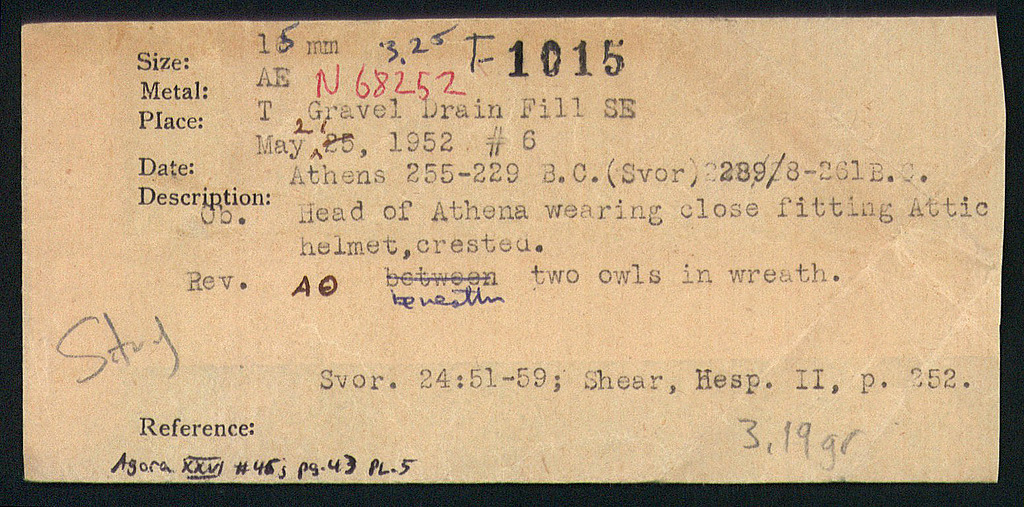 Size: 15 mm 3.25 T-1015
Metal: AE N 68252
Place: T Gravel Drain Fill SE
May 21 25, 1952 # 6
Date: Athens 255-229 B.C.(Svor) 289/8-261B.C.
Description:
Ob. Head of Athena wearing close fitting Attic
helmet,crested.
Rev. AΘ between two owls in wreath.
beneath
Svor. 24:51-59; Shear, Hesp. II, p. 252.
Reference: 3.19 gr
Agora XXVI #45; pg.43 PL.5